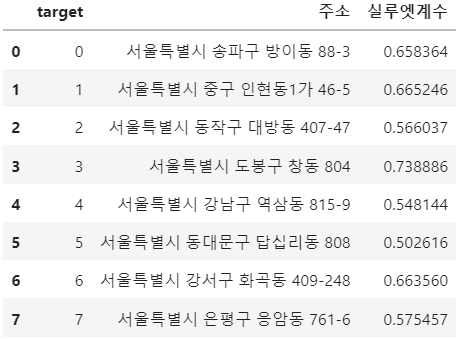 target 주소 실루엣계수
0 0 서울특별시 송파구 방이동 88-3 0.658364
1 1 서울특별시 중구 인현동1가 46-5 0.665246
2 2 서울특별시 동작구 대방동 407-47 0.566037
3 3 서울특별시 도봉구 창동 804 0.738886
4 4 서울특별시 강남구 역삼동 815-9 0.548144
5 5 서울특별시 동대문구 답십리동 808 0.502616
6 6 서울특별시 강서구 화곡동 409-248 0.663560
7 7 서울특별시 은평구 응암동 761-6 0.575457